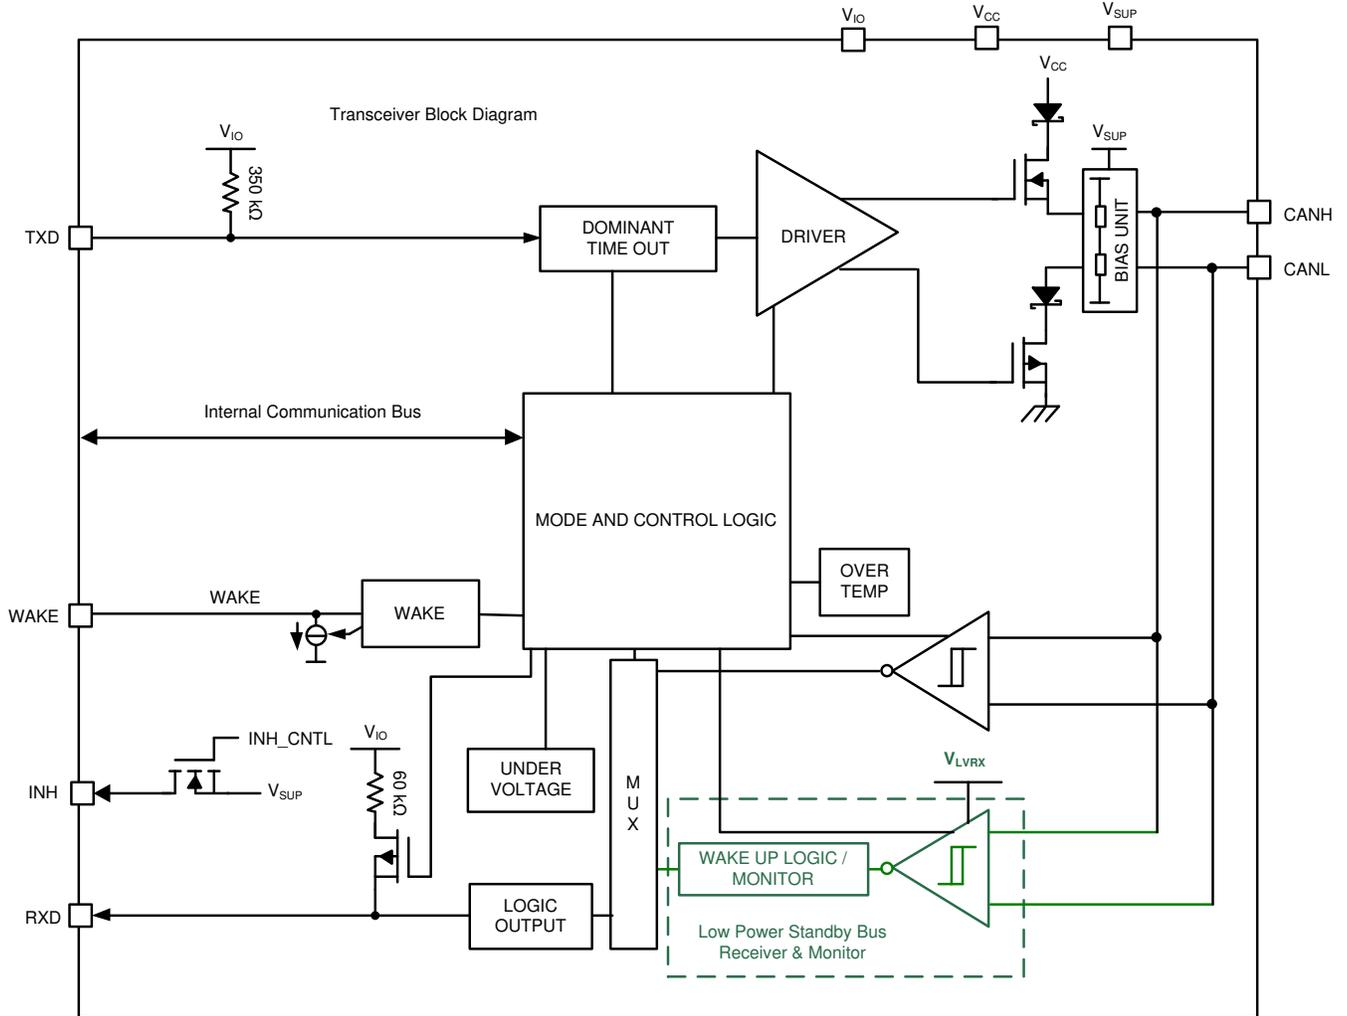 VIO
VCC
VSUP
VCC
Transceiver Block Diagram
VIO
VSUP
350 kΩ
TXD
DOMINANT
TIME OUT
DRIVER
BIAS UNIT
CANH
CANL
Internal Communication Bus
MODE AND CONTROL LOGIC
OVER
TEMP
WAKE
WAKE
WAKE
INH_CNTL
VIO
VSUP
INH
60 kΩ
UNDER
VOLTAGE
M
U
X
VLVRX
WAKE UP LOGIC /
MONITOR
RXD
LOGIC
OUTPUT
Low Power Standby Bus
Receiver & Monitor